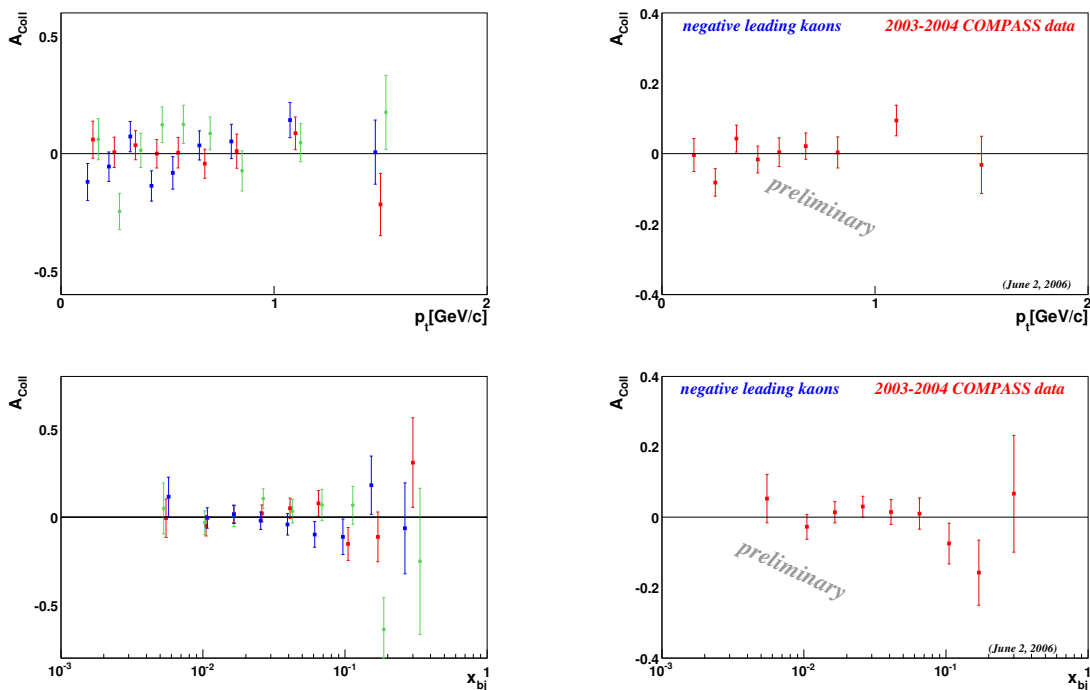 A_Coll
0.5
0
-0.5
0
1
2
p_t[GeV/c]
A_Coll
0.4
0.2
0
-0.2
-0.4
negative leading kaons
2003-2004 COMPASS data
preliminary
(June 2, 2006)
0
1
2
p_t[GeV/c]
A_Coll
0.5
0
-0.5
10^-3
10^-2
10^-1
1
x_bj
A_Coll
0.4
0.2
0
-0.2
-0.4
negative leading kaons
2003-2004 COMPASS data
preliminary
(June 2, 2006)
10^-3
10^-2
10^-1
1
x_bj